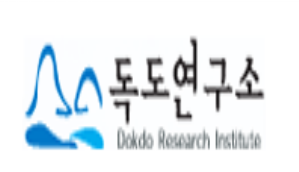 독도연구소
Dokdo Research Institute